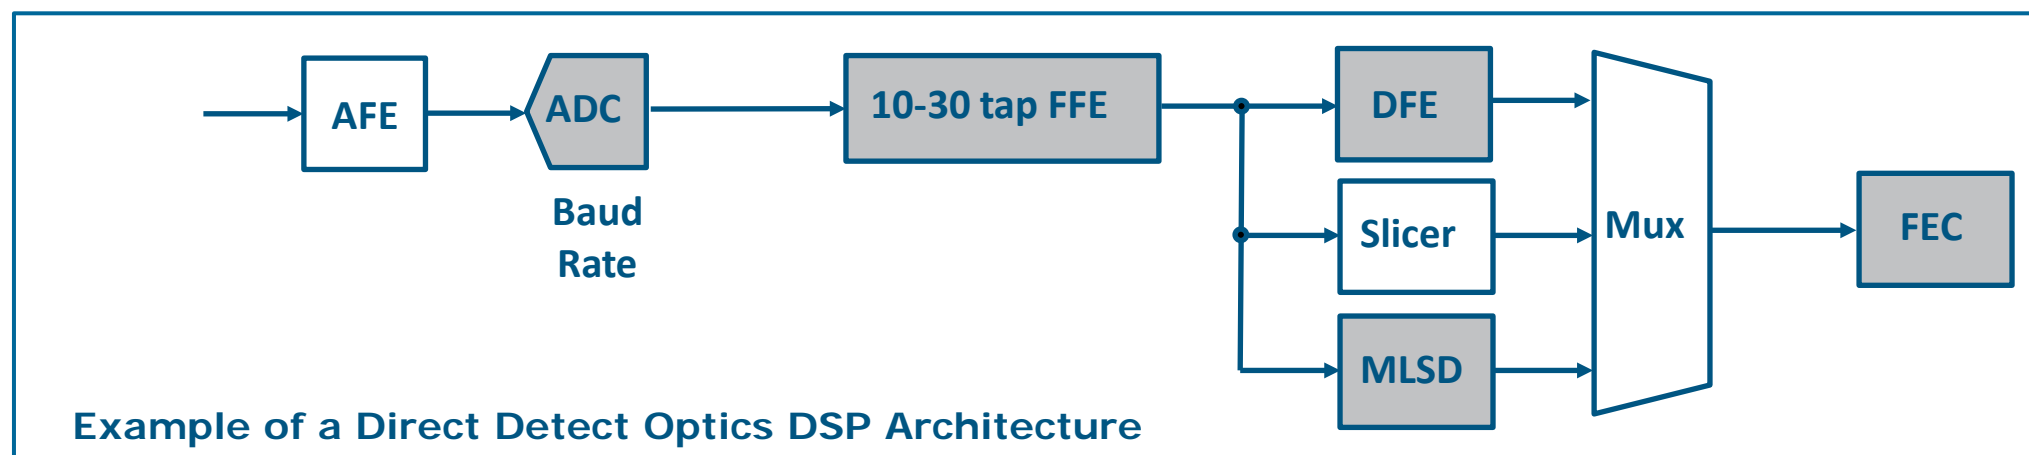 AFE
ADC
Baud
Rate
10-30 tap FFE
DFE
Slicer
MLSD
Mux
FEC
Example of a Direct Detect Optics DSP Architecture